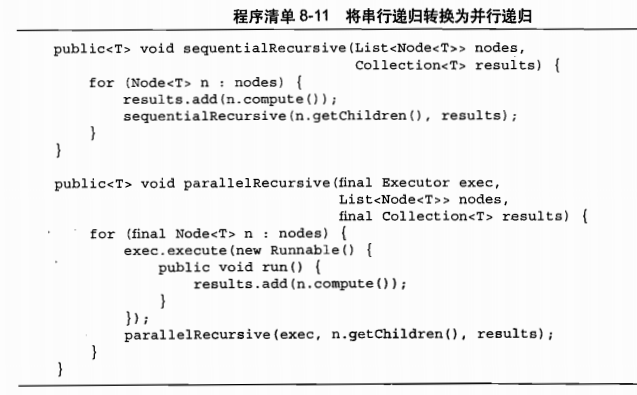 程序清单 8-11 将串行递归转换为并行递归
public<T> void sequentialRecursive(List<Node<T>> nodes,
                                   Collection<T> results) {
    for (Node<T> n : nodes) {
        results.add(n.compute());
        sequentialRecursive(n.getChildren(), results);
    }
}
public<T> void parallelRecursive(final Executor exec,
                                 List<Node<T>> nodes,
                                 final Collection<T> results) {
    for (final Node<T> n : nodes) {
        exec.execute(new Runnable() {
            public void run() {
                results.add(n.compute());
            }
        });
        parallelRecursive(exec, n.getChildren(), results);
    }
}